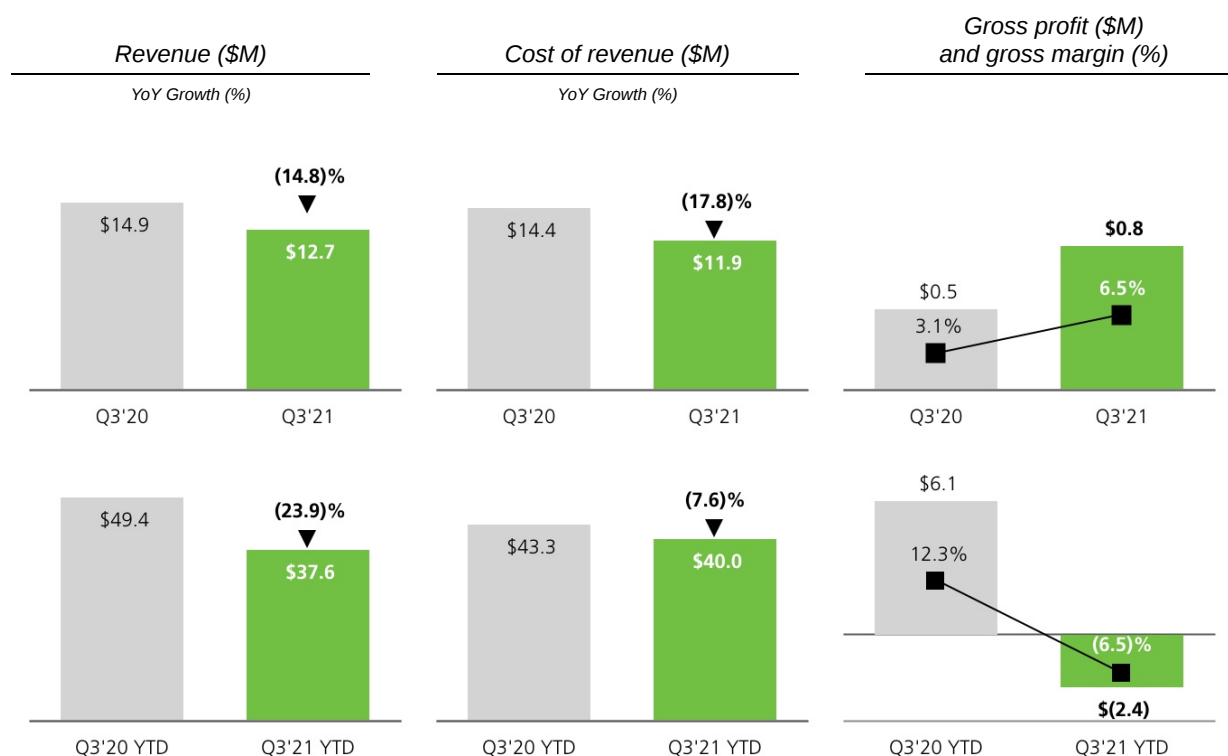 Revenue ($M)
YoY Growth (%)
Cost of revenue ($M)
YoY Growth (%)
Gross profit ($M)
and gross margin (%)
$14.9
(14.8)%
$12.7
Q3'20
Q3'21
$14.4
(17.8)%
$11.9
Q3'20
Q3'21
$0.5
3.1%
$0.8
6.5%
Q3'20
Q3'21
$49.4
(23.9)%
$37.6
Q3'20 YTD
Q3'21 YTD
$43.3
(7.6)%
$40.0
Q3'20 YTD
Q3'21 YTD
$6.1
12.3%
(6.5)%
$(2.4)
Q3'20 YTD
Q3'21 YTD